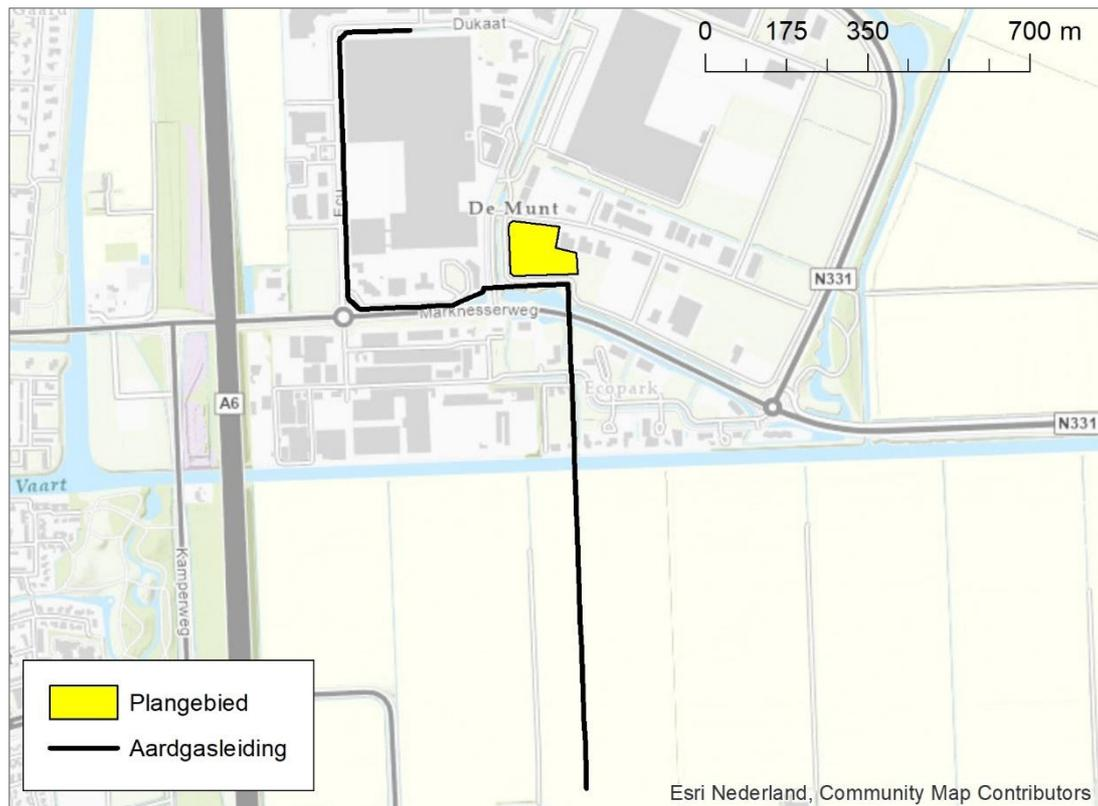 Gaard
Dukaat
0 175 350 700 m
De Munt
N331
Marknesserweg
Ecopark
A6
N331
Vaart
Kamperweg
Plangebied
Aardgasleiding
Esri Nederland, Community Map Contributors